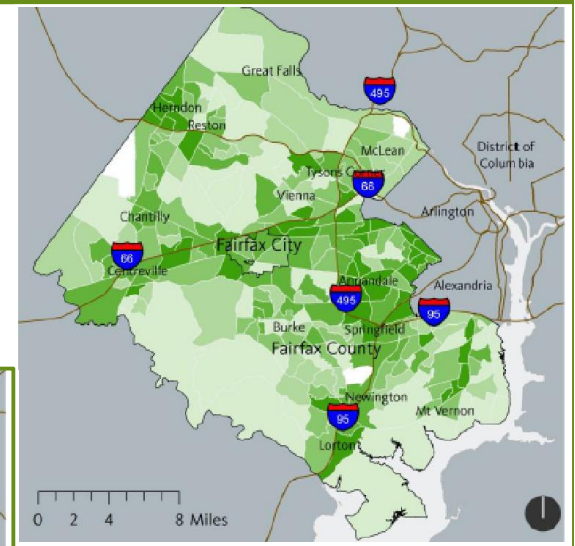 Great Falls
495
Herndon
Reston
McLean
District of
Columbia
Tysons C
66
Vienna
Arlington
Chantilly
Fairfax City
66
Centreville
Annandale
Alexandria
495
95
Burke
Springfield
Fairfax County
Newington
Mt Vernon
95
Lorton
0 2 4 8 Miles